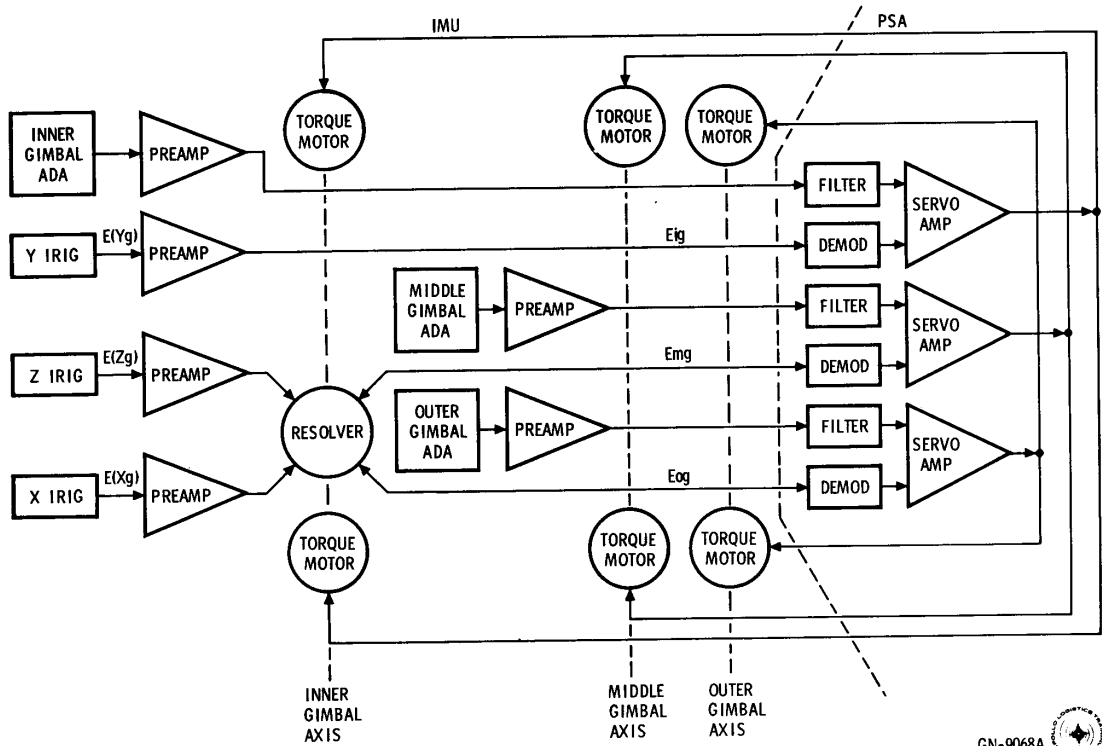 IMU
PSA
INNER
GIMBAL
ADA
PREAMP
TORQUE
MOTOR
TORQUE
MOTOR
TORQUE
MOTOR
FILTER
SERVO
AMP
Y IRIG
E(Yg)
PREAMP
Eig
DEMOD
MIDDLE
GIMBAL
ADA
PREAMP
FILTER
SERVO
AMP
Z IRIG
E(Zg)
PREAMP
RESOLVER
Emg
DEMOD
OUTER
GIMBAL
ADA
PREAMP
FILTER
SERVO
AMP
X IRIG
E(Xg)
PREAMP
Eog
DEMOD
TORQUE
MOTOR
TORQUE
MOTOR
TORQUE
MOTOR
INNER
GIMBAL
AXIS
MIDDLE
GIMBAL
AXIS
OUTER
GIMBAL
AXIS
GN-9068A
LOGISTICS